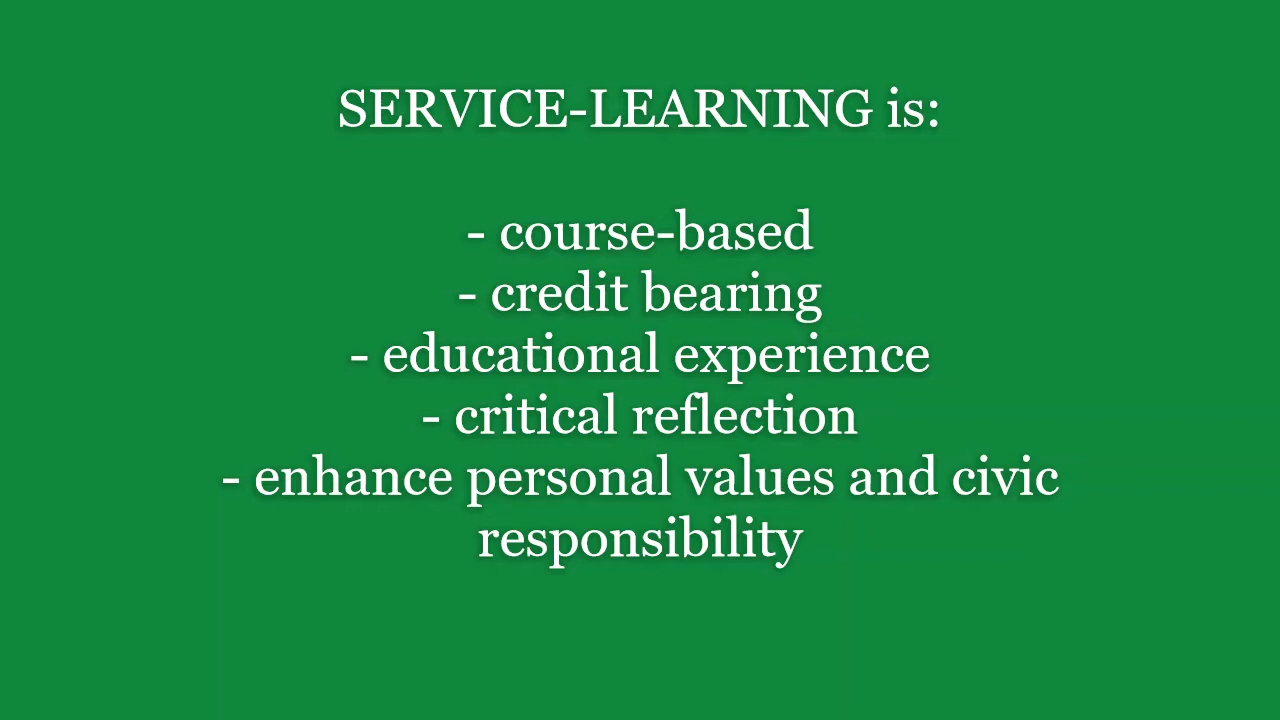 SERVICE-LEARNING is:
- course-based
- credit bearing
- educational experience
- critical reflection
- enhance personal values and civic
responsibility